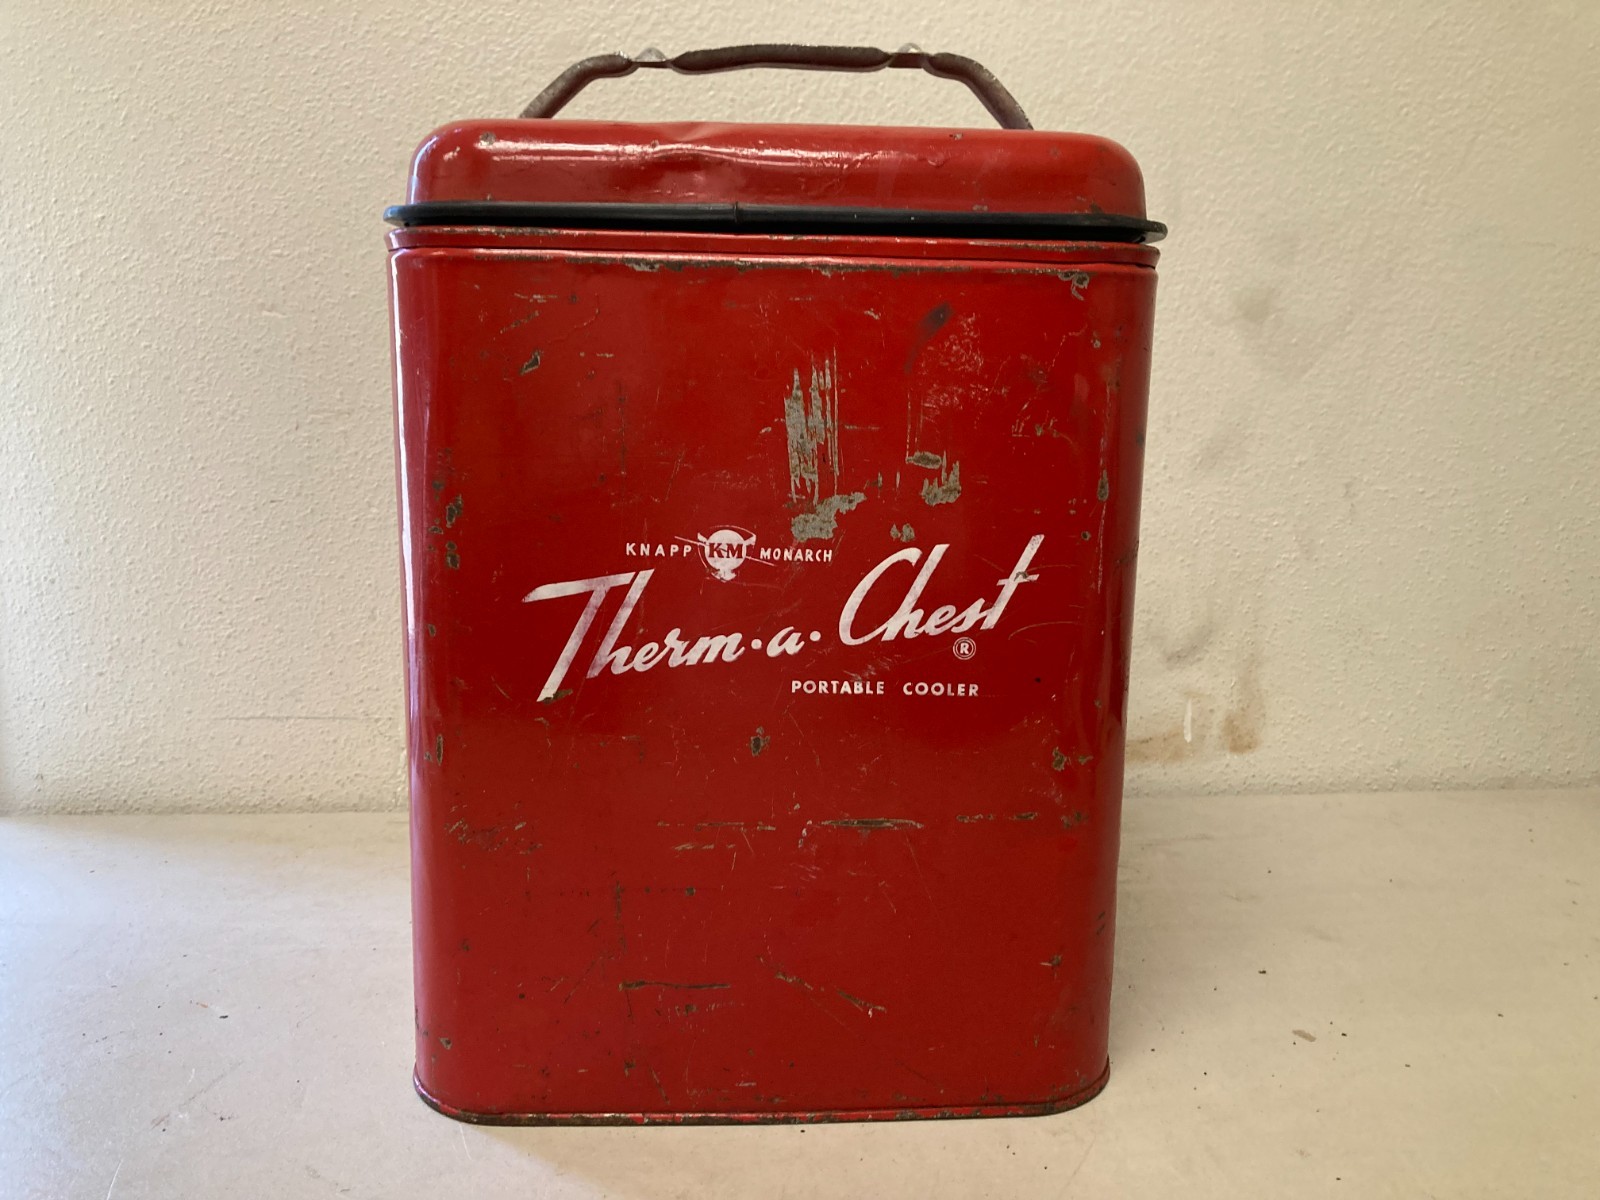 KNAPP KM MONARCH
Therm·a·Chest
®
PORTABLE COOLER